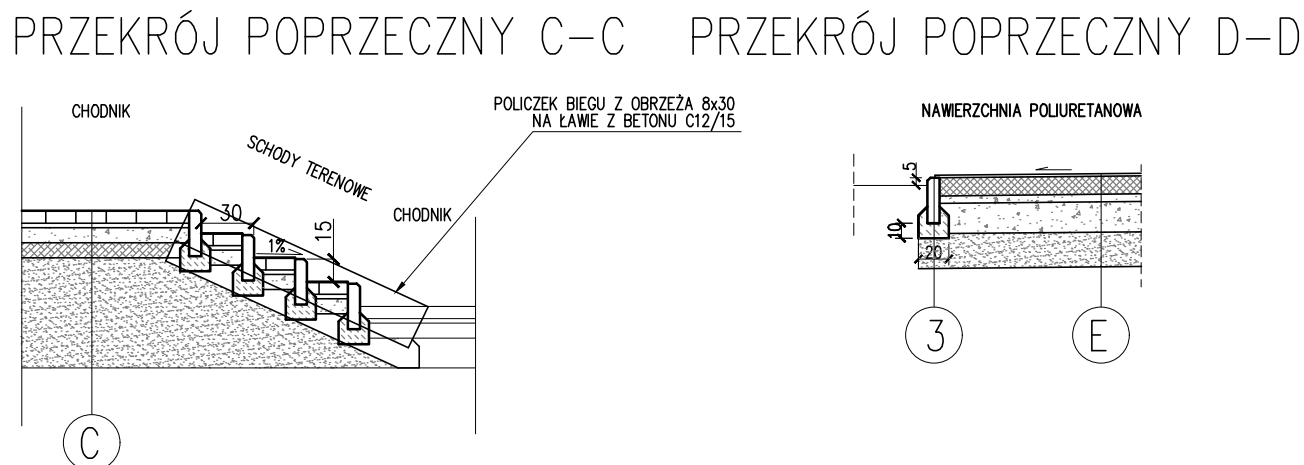 PRZEKRÓJ POPRZECZNY C-C
PRZEKRÓJ POPRZECZNY D-D
CHODNIK
SCHODY TERENOWE
POLICZEK BIEGU Z OBRZEŻA 8x30
NA ŁAWIE Z BETONU C12/15
CHODNIK
30
15
1%
C
NAWIERZCHNIA POLIURETANOWA
5
10
20
3
E